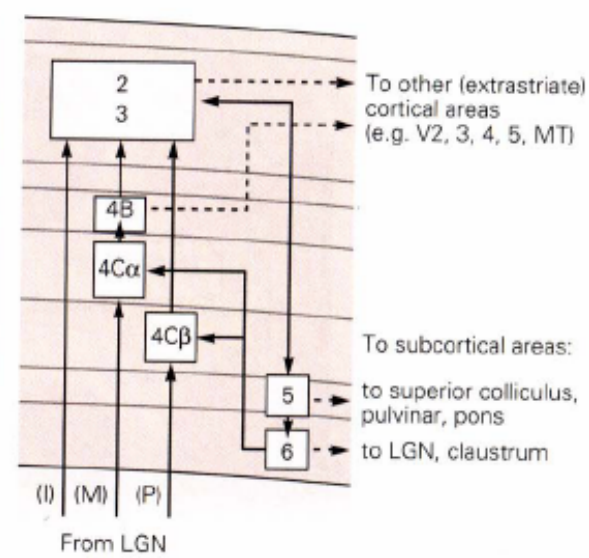 2
3
To other (extrastriate)
cortical areas
(e.g. V2, 3, 4, 5, MT)
4B
4Cα
4Cβ
To subcortical areas:
5
to superior colliculus,
pulvinar, pons
6
to LGN, claustrum
(I) (M) (P)
From LGN